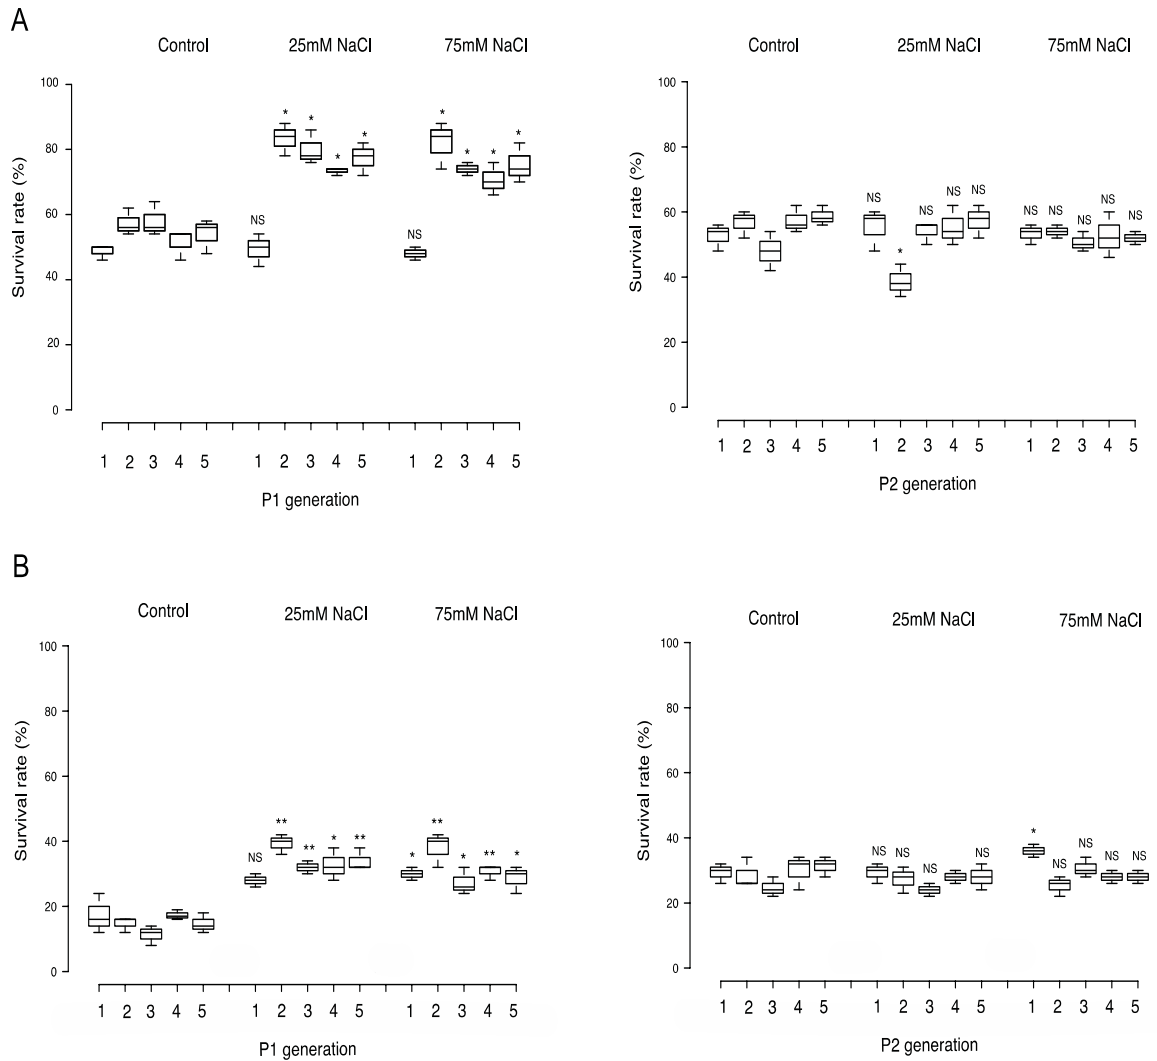 A
Control 25mM NaCl 75mM NaCl
Survival rate (%)
100
80
60
40
20
0
NS * * * * NS * * * *
1 2 3 4 5 1 2 3 4 5 1 2 3 4 5
P1 generation
Control 25mM NaCl 75mM NaCl
Survival rate (%)
100
80
60
40
20
0
NS * NS NS NS NS NS NS NS NS
1 2 3 4 5 1 2 3 4 5 1 2 3 4 5
P2 generation
B
Control 25mM NaCl 75mM NaCl
Survival rate (%)
100
80
60
40
20
0
NS ** ** * ** * ** * ** *
1 2 3 4 5 1 2 3 4 5 1 2 3 4 5
P1 generation
Control 25mM NaCl 75mM NaCl
Survival rate (%)
100
80
60
40
20
0
NS NS NS NS NS * NS NS NS NS
1 2 3 4 5 1 2 3 4 5 1 2 3 4 5
P2 generation